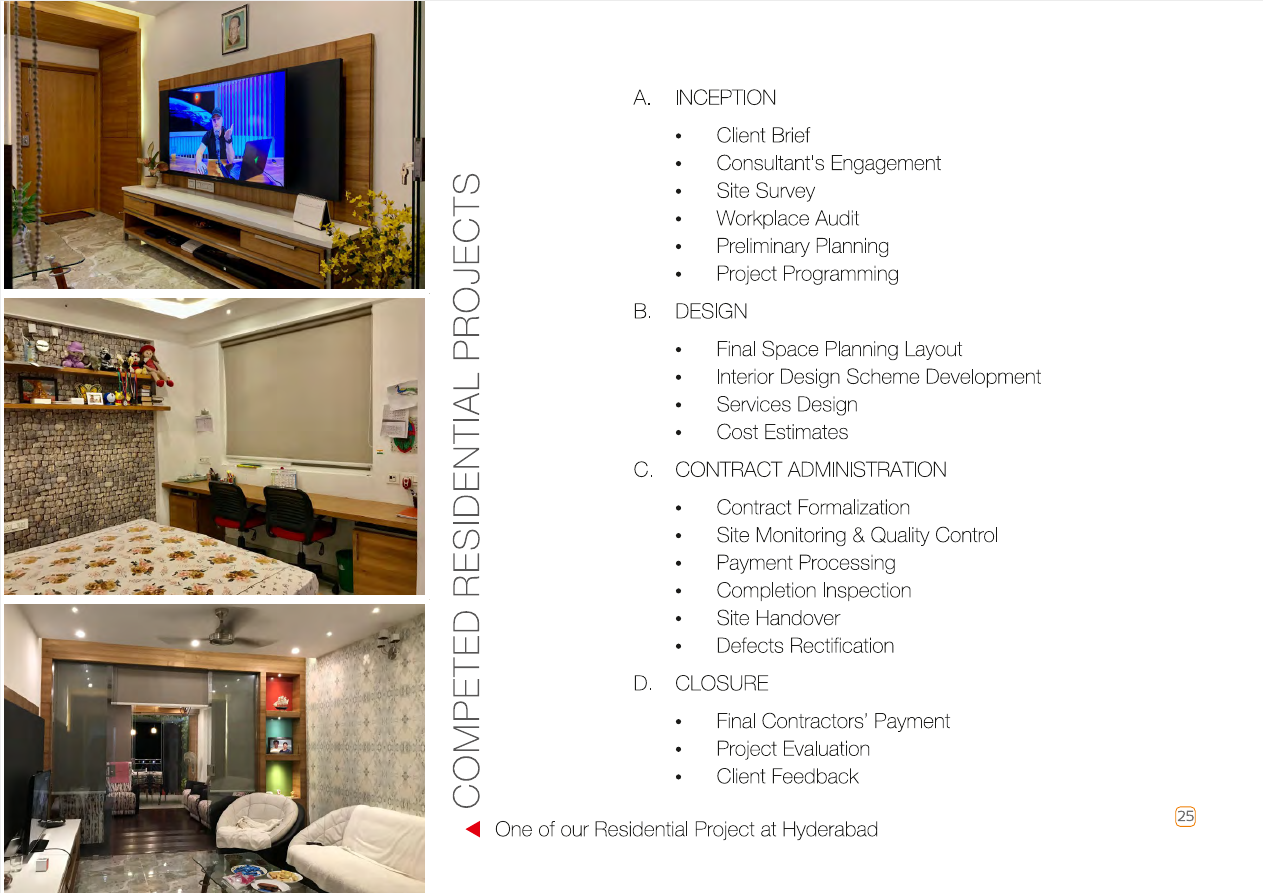 COMPETED RESIDENTIAL PROJECTS
A. INCEPTION
• Client Brief
• Consultant's Engagement
• Site Survey
• Workplace Audit
• Preliminary Planning
• Project Programming
B. DESIGN
• Final Space Planning Layout
• Interior Design Scheme Development
• Services Design
• Cost Estimates
C. CONTRACT ADMINISTRATION
• Contract Formalization
• Site Monitoring & Quality Control
• Payment Processing
• Completion Inspection
• Site Handover
• Defects Rectification
D. CLOSURE
• Final Contractors’ Payment
• Project Evaluation
• Client Feedback
One of our Residential Project at Hyderabad
25